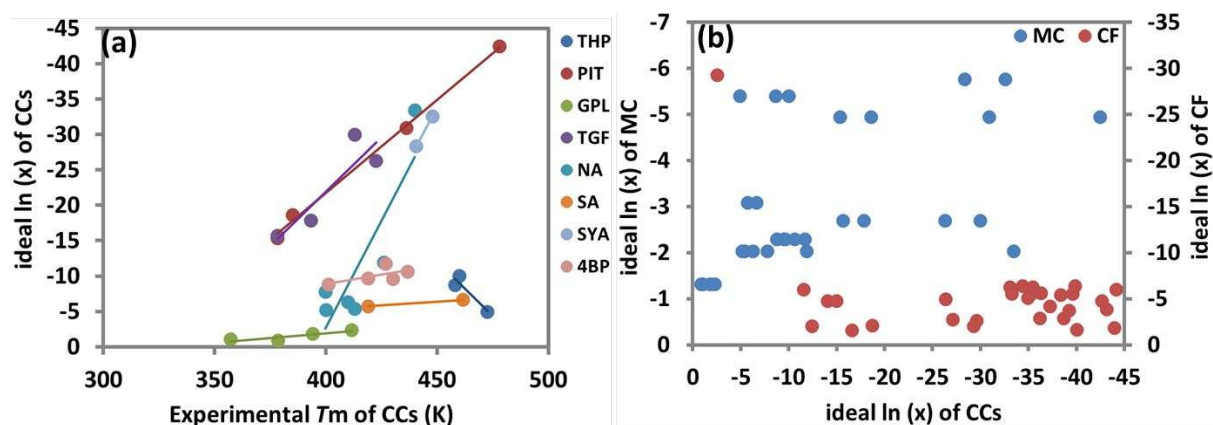 (a)
-45
-40
-35
-30
-25
-20
-15
-10
-5
0
300 350 400 450 500
ideal ln (x) of CCs
Experimental Tm of CCs (K)
THP
PIT
GPL
TGF
NA
SA
SYA
4BP
(b)
MC CF
-7
-6
-5
-4
-3
-2
-1
0
ideal ln (x) of MC
-35
-30
-25
-20
-15
-10
-5
0
ideal ln (x) of CF
0 -5 -10 -15 -20 -25 -30 -35 -40 -45
ideal ln (x) of CCs